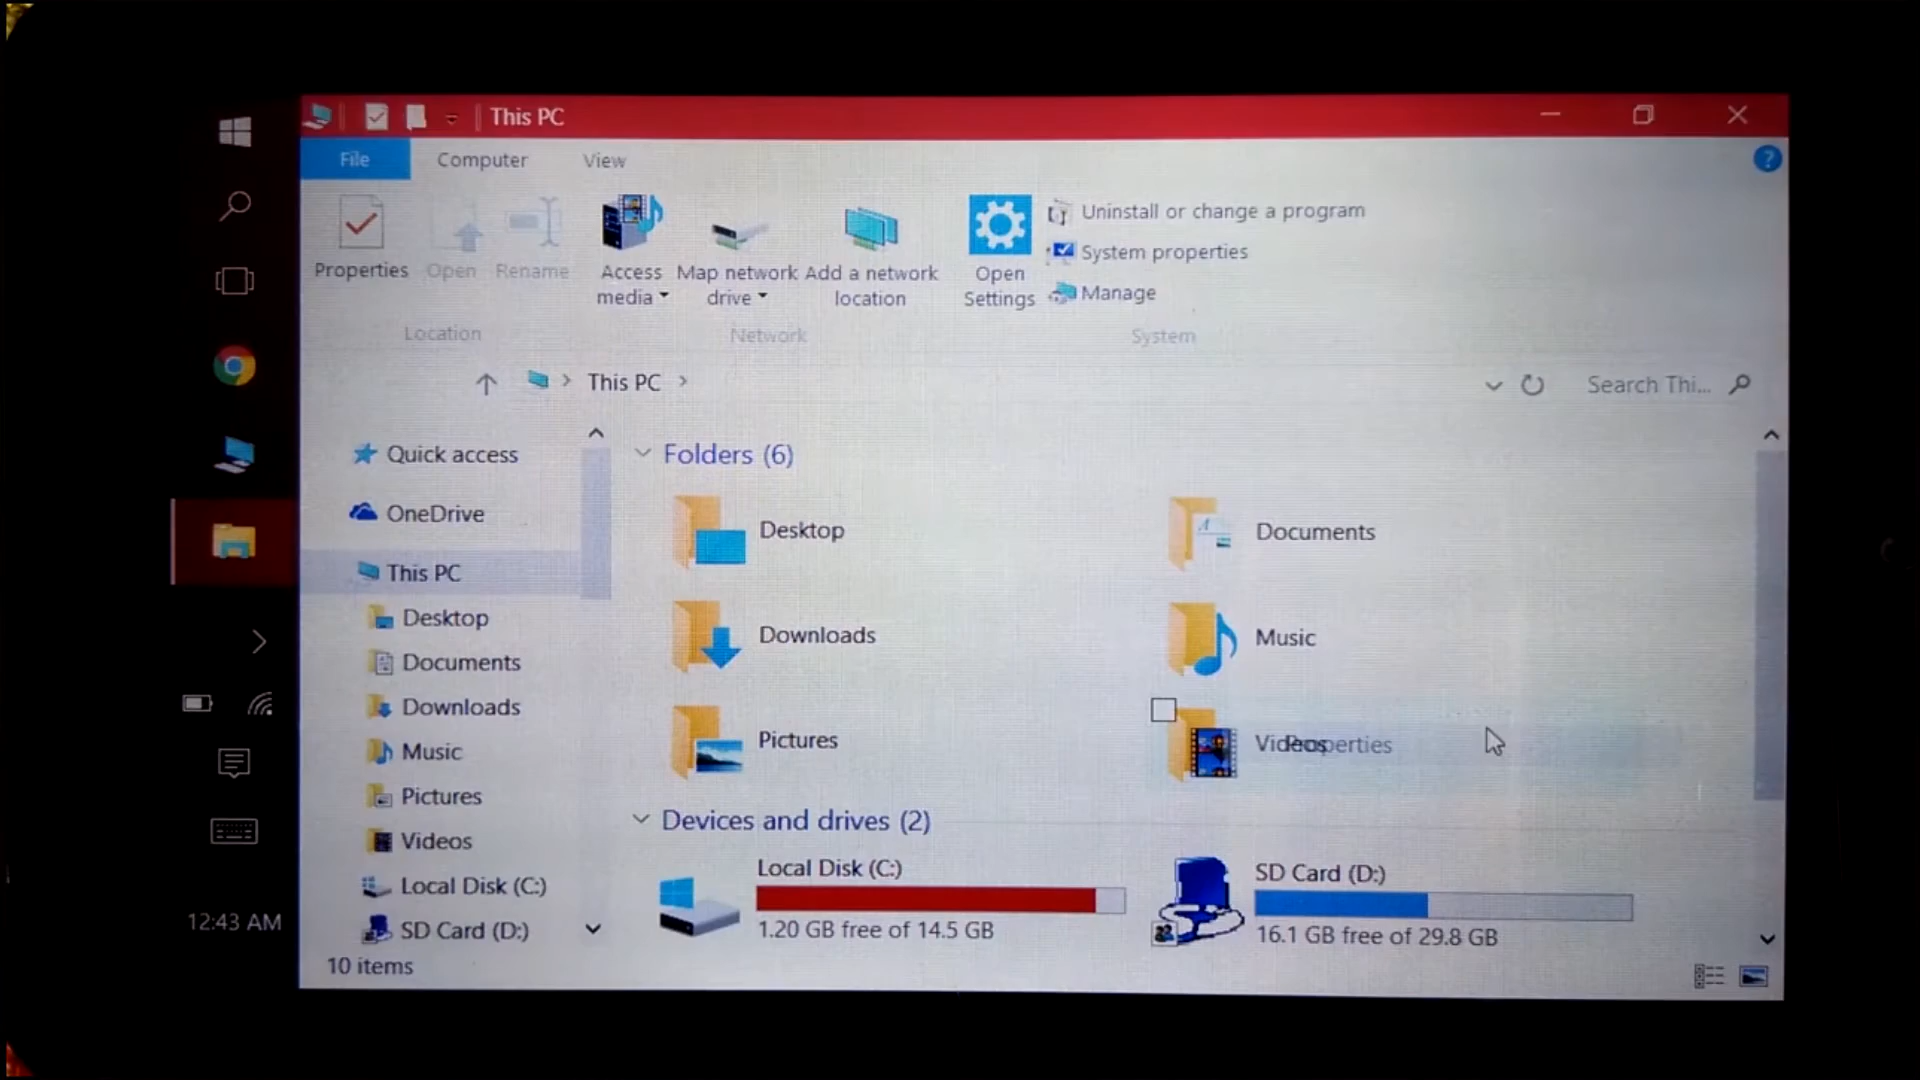 This PC
File Computer View
Properties Open Rename Access media Map network drive Add a network location Open Settings
Uninstall or change a program
System properties
Manage
Location Network System
This PC Search Thi...
Quick access
OneDrive
This PC
Desktop
Documents
Downloads
Music
Pictures
Videos
Local Disk (C:)
SD Card (D:)
Folders (6)
Desktop
Documents
Downloads
Music
Pictures
Videos Properties
Devices and drives (2)
Local Disk (C:)
1.20 GB free of 14.5 GB
SD Card (D:)
16.1 GB free of 29.8 GB
10 items
12:43 AM